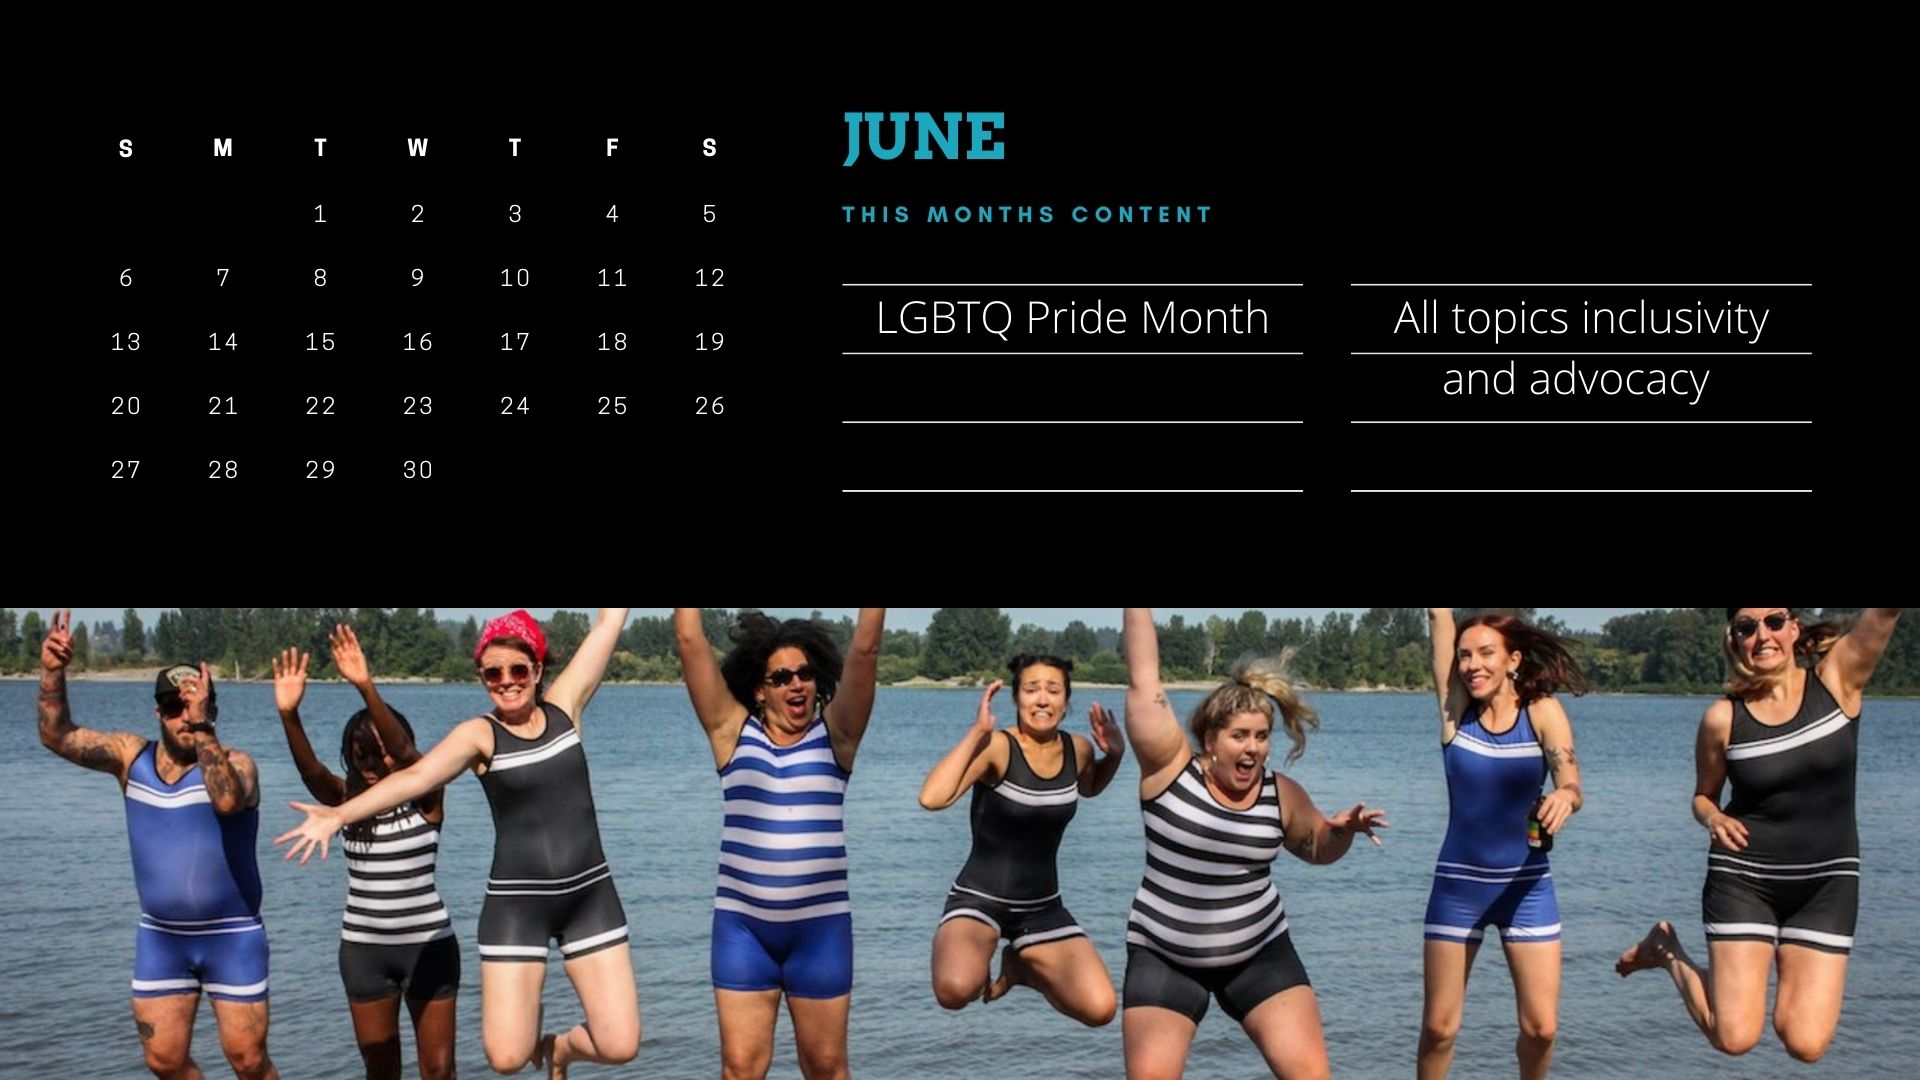 S M T W T F S
1 2 3 4 5
6 7 8 9 10 11 12
13 14 15 16 17 18 19
20 21 22 23 24 25 26
27 28 29 30
JUNE
THIS MONTHS CONTENT
LGBTQ Pride Month
All topics inclusivity
and advocacy